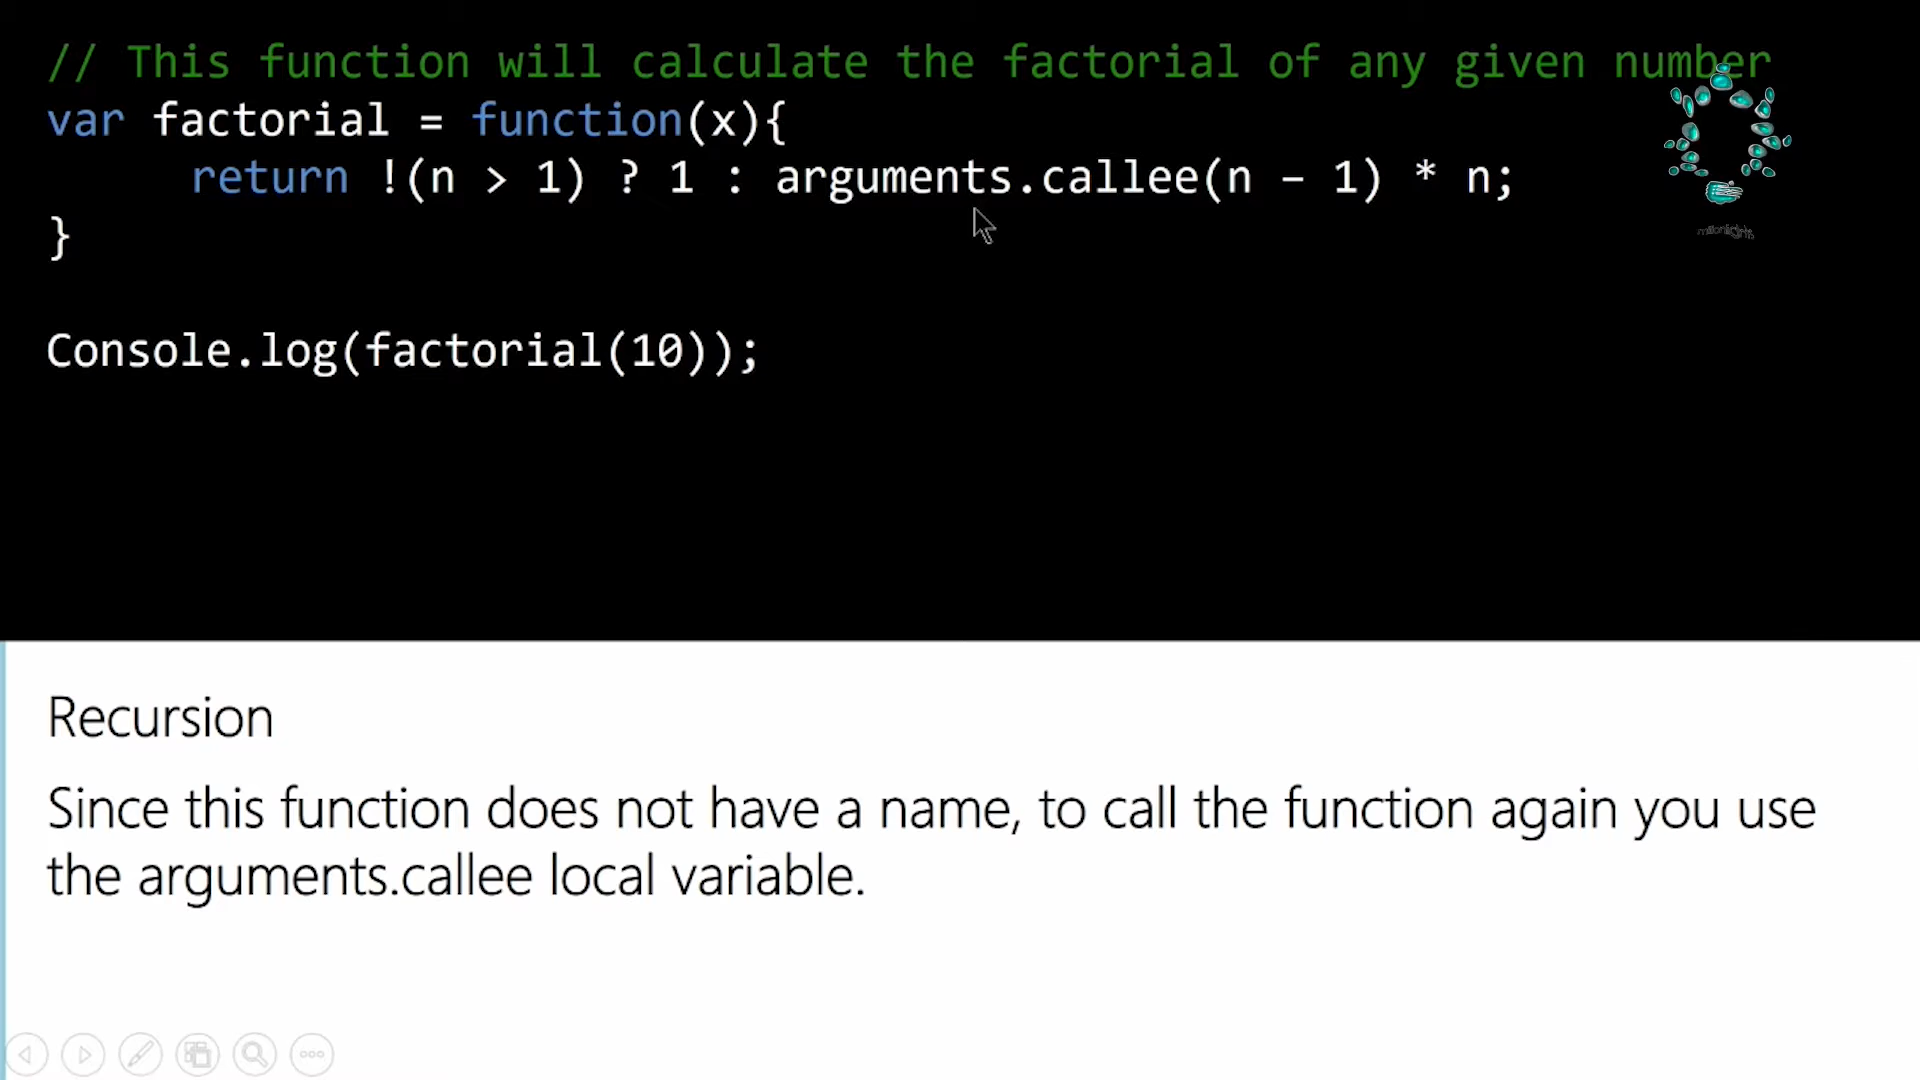 // This function will calculate the factorial of any given number
var factorial = function(x){
return !(n > 1) ? 1 : arguments.callee(n – 1) * n;
}
Console.log(factorial(10));
Recursion
Since this function does not have a name, to call the function again you use
the arguments.callee local variable.